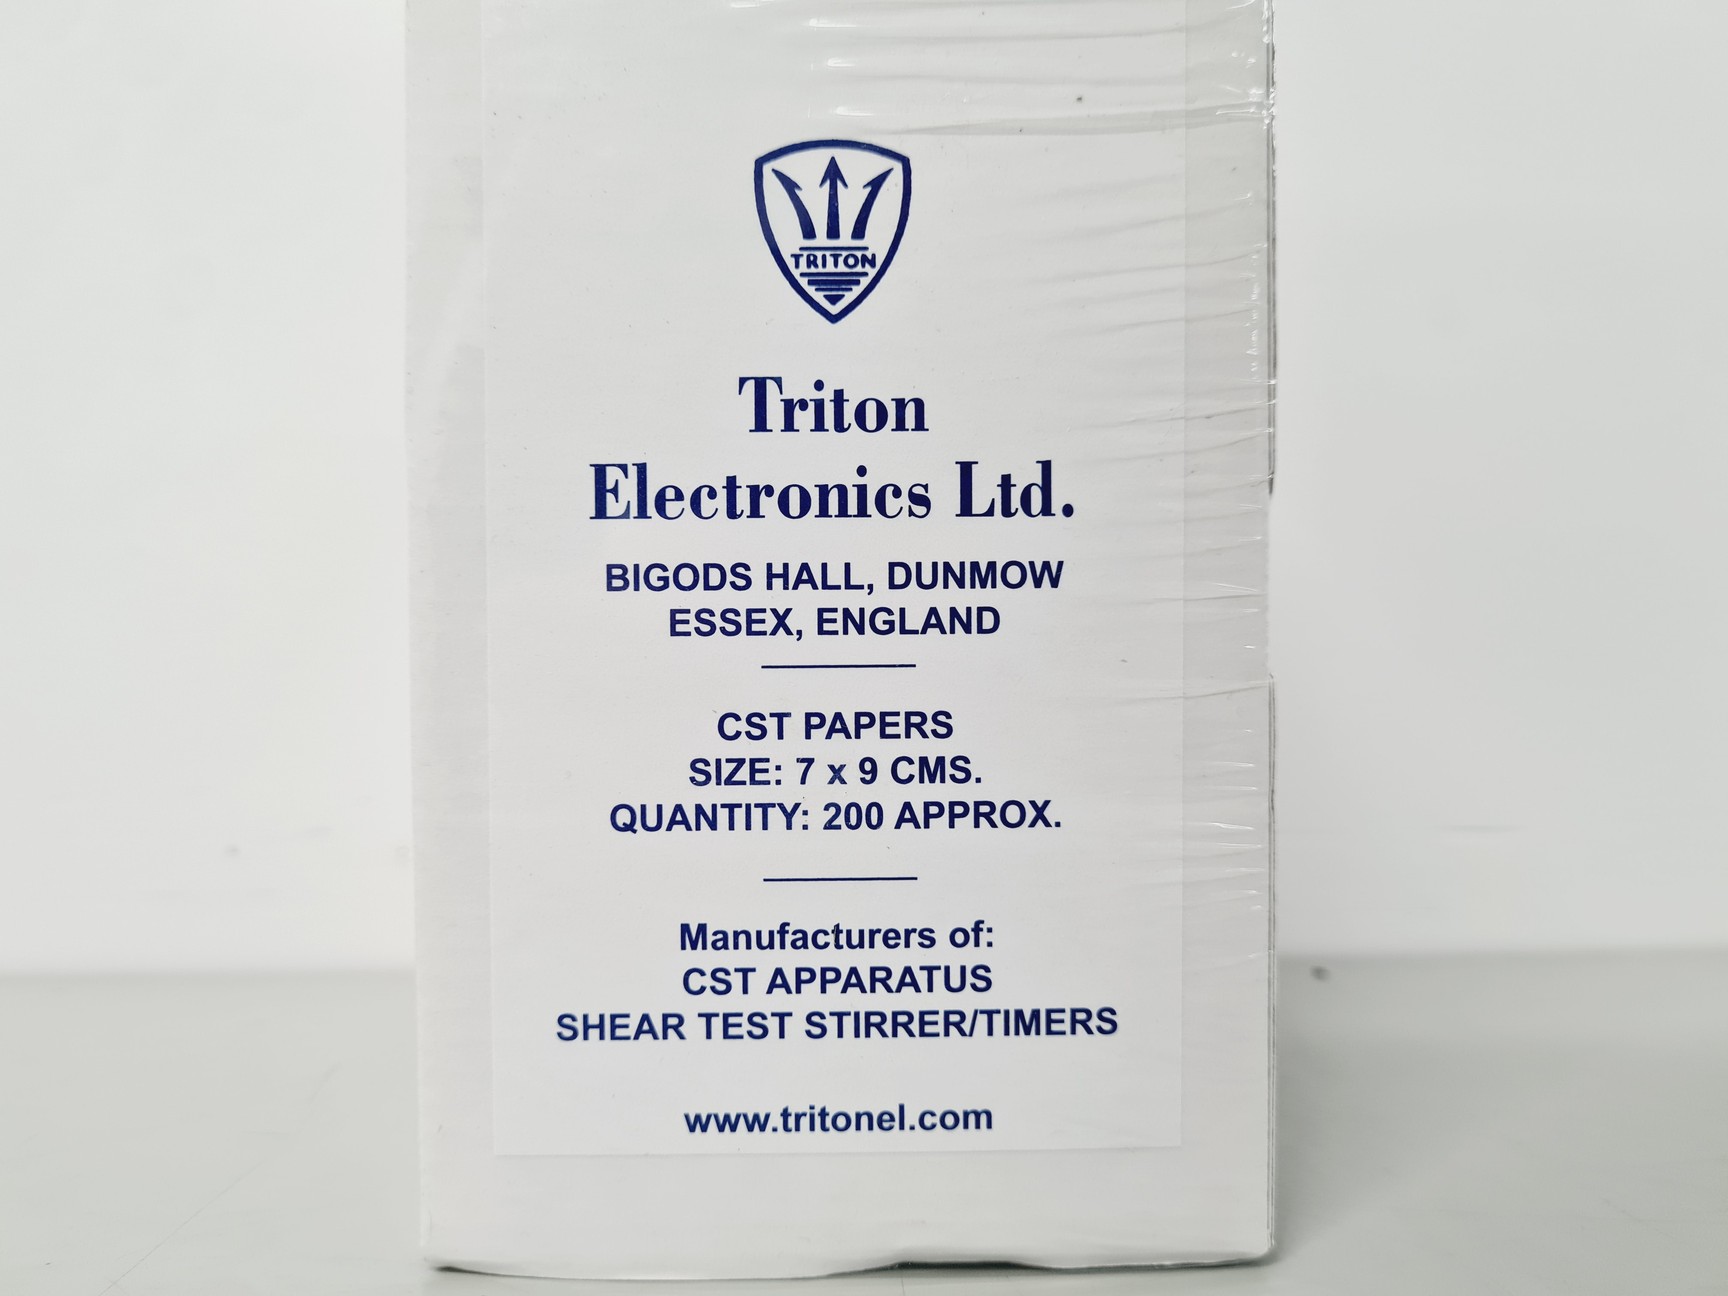 TRITON
Triton
Electronics Ltd.
BIGODS HALL, DUNMOW
ESSEX, ENGLAND
CST PAPERS
SIZE: 7 x 9 CMS.
QUANTITY: 200 APPROX.
Manufacturers of:
CST APPARATUS
SHEAR TEST STIRRER/TIMERS
www.tritonel.com